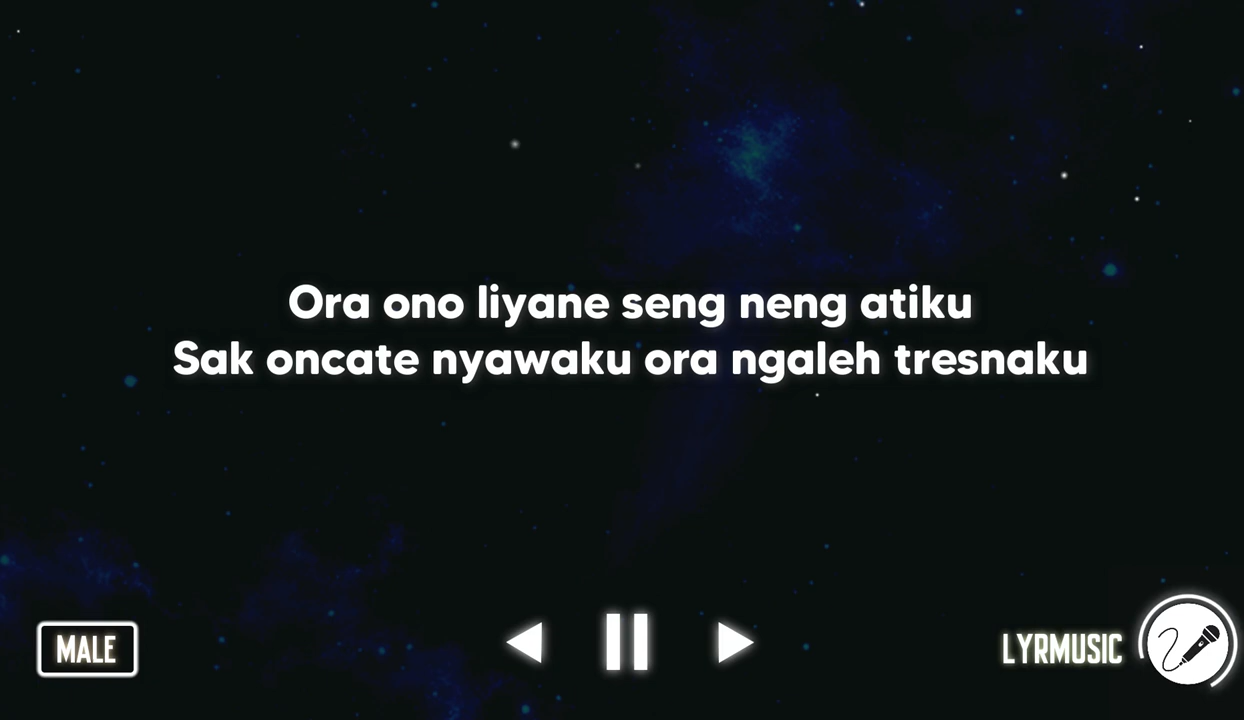 Ora ono liyane seng neng atiku
Sak oncate nyawaku ora ngaleh tresnaku
MALE
LYRMUSIC